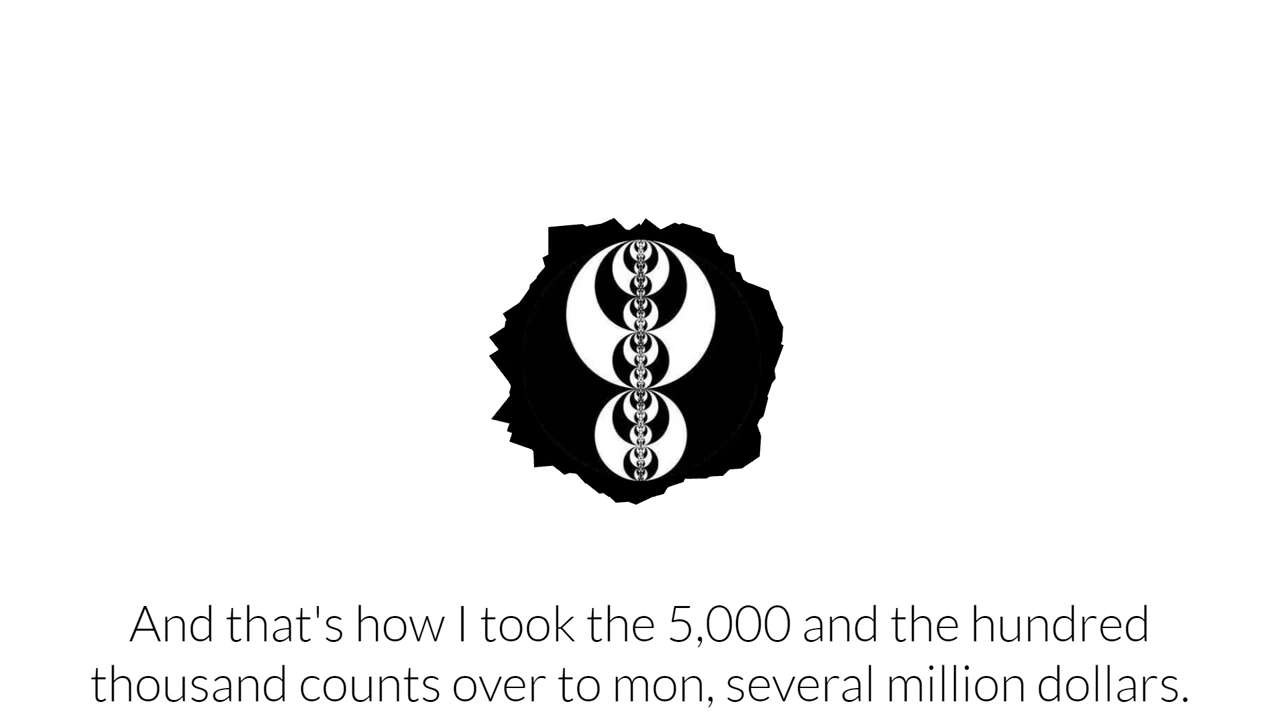 And that's how I took the 5,000 and the hundred
thousand counts over to mon, several million dollars.